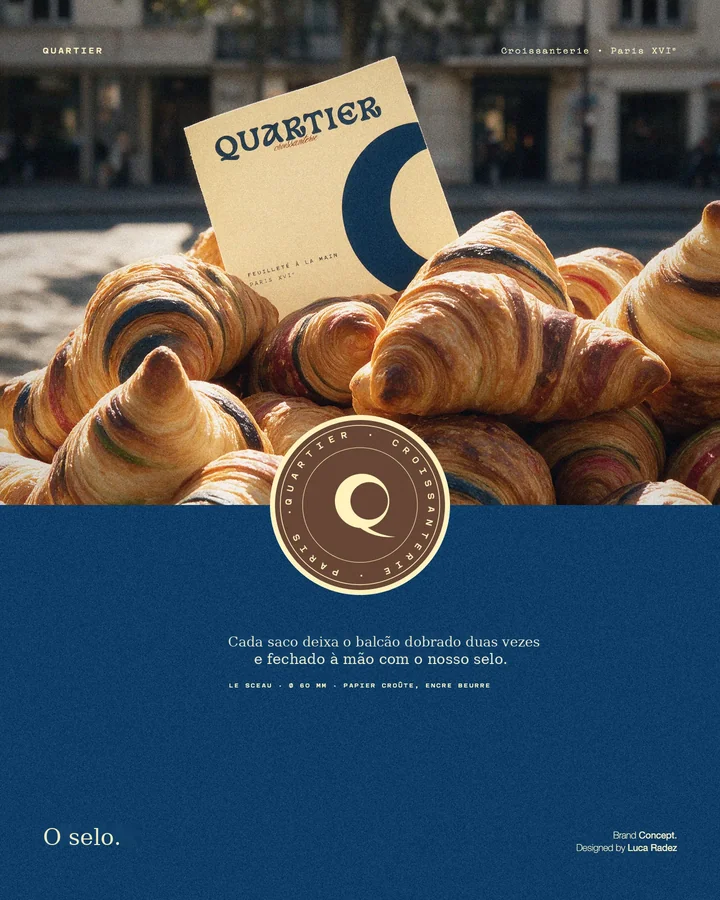 QUARTIER
Croissanterie • Paris XVIᵉ
QUARTIER
croissanterie
FEUILLETÉ À LA MAIN
PARIS XVIᵉ
QUARTIER · CROISSANTERIE · PARIS ·
Q
Cada saco deixa o balcão dobrado duas vezes
e fechado à mão com o nosso selo.
LE SCEAU · Ø 60 MM · PAPIER CROÛTE, ENCRE BEURRE
O selo.
Brand Concept.
Designed by Luca Radez